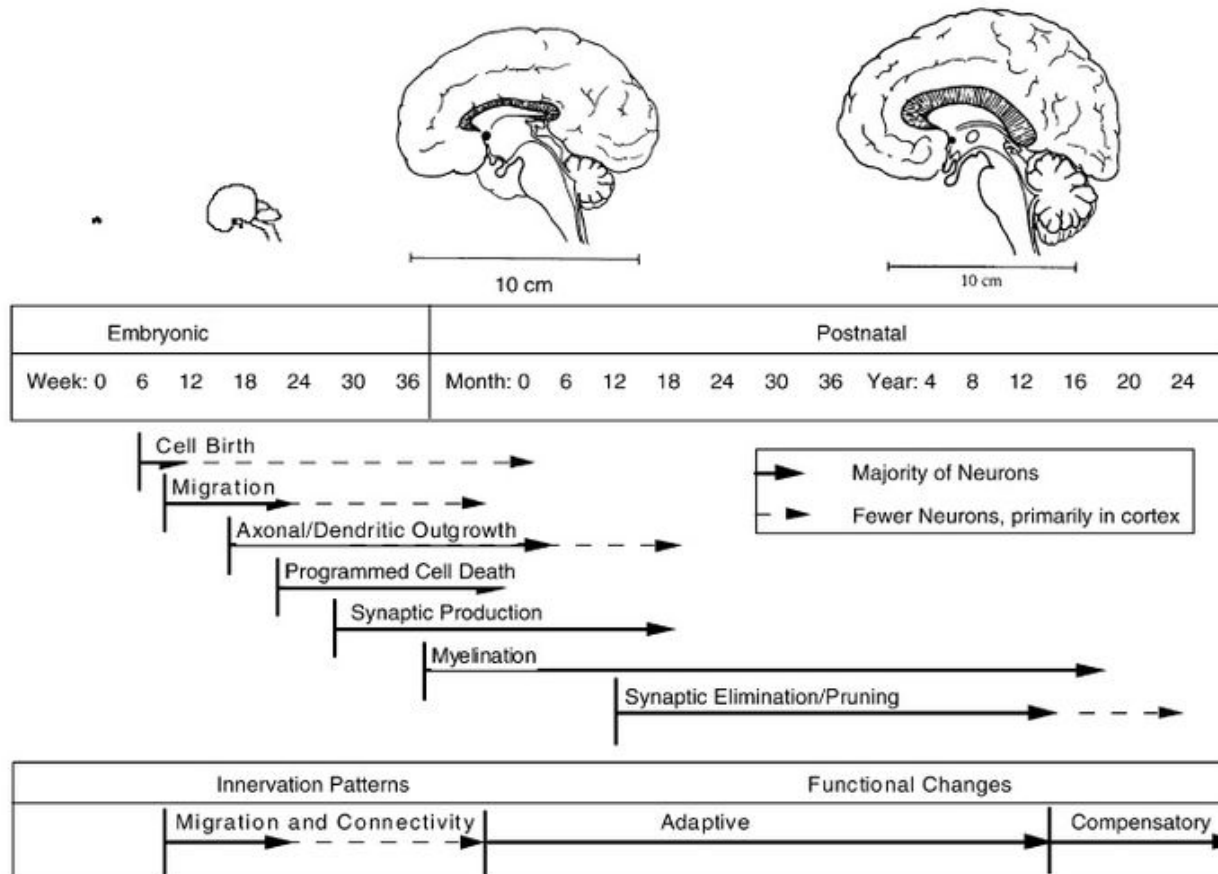 10 cm
10 cm
Embryonic Postnatal
Week: 0 6 12 18 24 30 36 Month: 0 6 12 18 24 30 36 Year: 4 8 12 16 20 24
Cell Birth
Majority of Neurons
Migration
Fewer Neurons, primarily in cortex
Axonal/Dendritic Outgrowth
Programmed Cell Death
Synaptic Production
Myelination
Synaptic Elimination/Pruning
Innervation Patterns Functional Changes
Migration and Connectivity Adaptive Compensatory